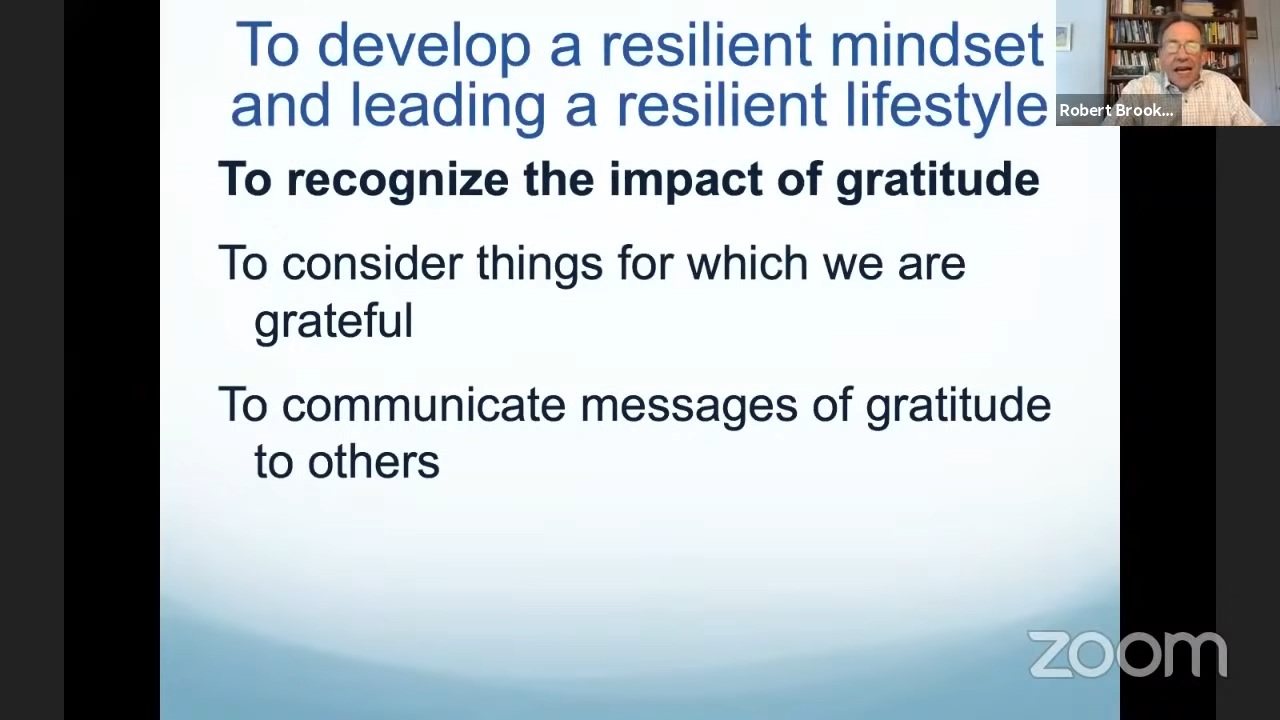 To develop a resilient mindset
and leading a resilient lifestyle
Robert Brook...
To recognize the impact of gratitude
To consider things for which we are
grateful
To communicate messages of gratitude
to others
zoom